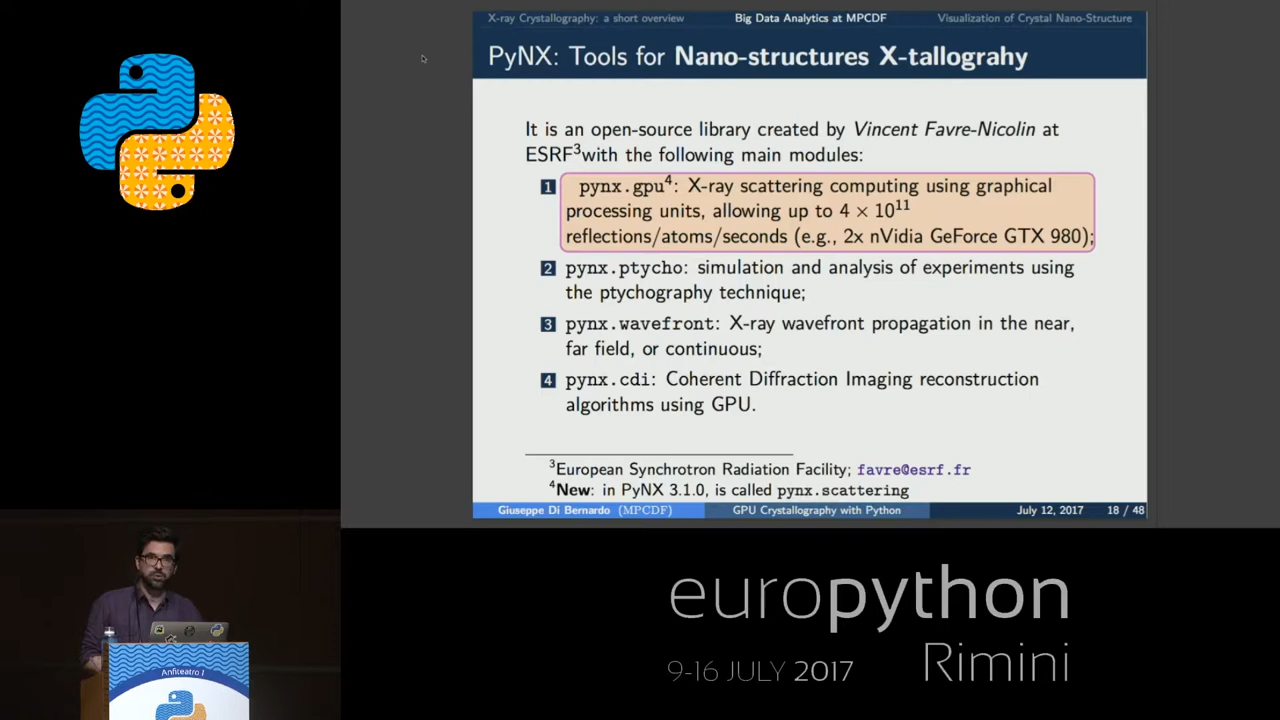 X-ray Crystallography: a short overview Big Data Analytics at MPCDF Visualization of Crystal Nano-Structure
PyNX: Tools for Nano-structures X-tallograhy
It is an open-source library created by Vincent Favre-Nicolin at
ESRF³with the following main modules:
1 pynx.gpu⁴: X-ray scattering computing using graphical
processing units, allowing up to 4 × 10¹¹
reflections/atoms/seconds (e.g., 2x nVidia GeForce GTX 980);
2 pynx.ptycho: simulation and analysis of experiments using
the ptychography technique;
3 pynx.wavefront: X-ray wavefront propagation in the near,
far field, or continuous;
4 pynx.cdi: Coherent Diffraction Imaging reconstruction
algorithms using GPU.
³European Synchrotron Radiation Facility; favre@esrf.fr
⁴New: in PyNX 3.1.0, is called pynx.scattering
Giuseppe Di Bernardo (MPCDF) GPU Crystallography with Python July 12, 2017 18 / 48
europython
9-16 JULY 2017 Rimini
Anfiteatro 1